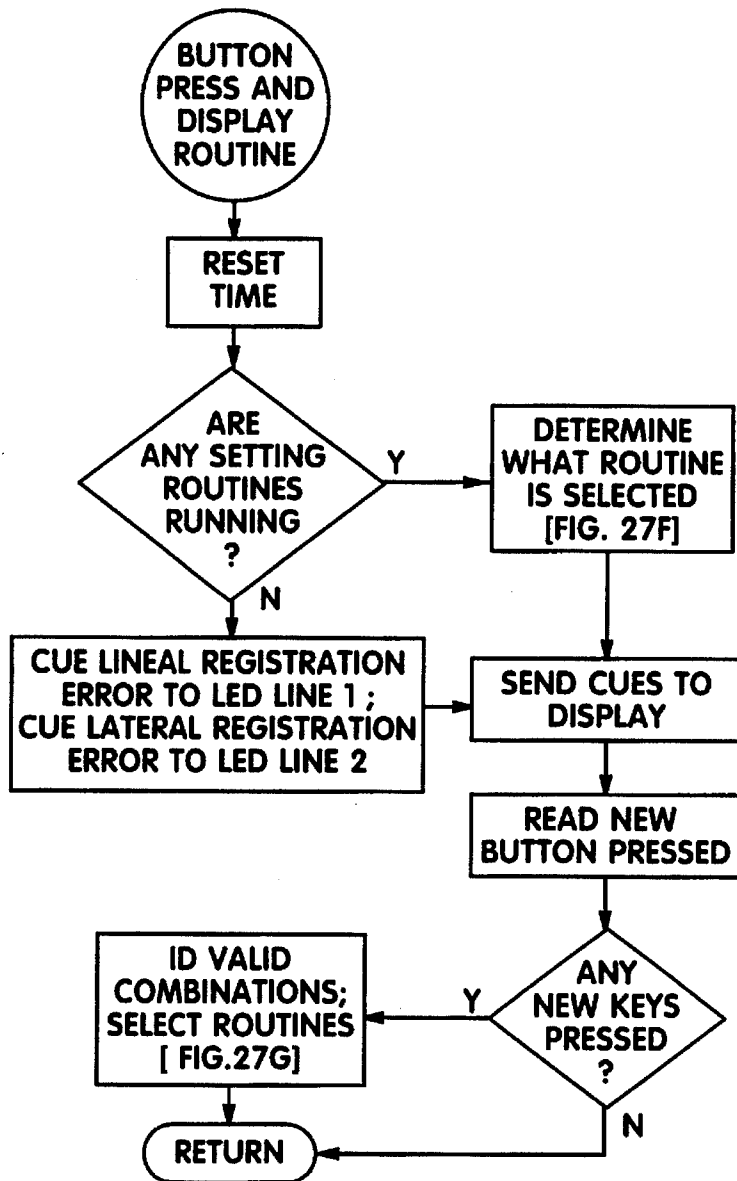 BUTTON
PRESS AND
DISPLAY
ROUTINE
RESET
TIME
ARE
ANY SETTING
ROUTINES
RUNNING
?
Y
N
DETERMINE
WHAT ROUTINE
IS SELECTED
[FIG. 27F]
CUE LINEAL REGISTRATION
ERROR TO LED LINE 1 ;
CUE LATERAL REGISTRATION
ERROR TO LED LINE 2
SEND CUES TO
DISPLAY
READ NEW
BUTTON PRESSED
ANY
NEW KEYS
PRESSED
?
Y
N
ID VALID
COMBINATIONS;
SELECT ROUTINES
[ FIG.27G]
RETURN